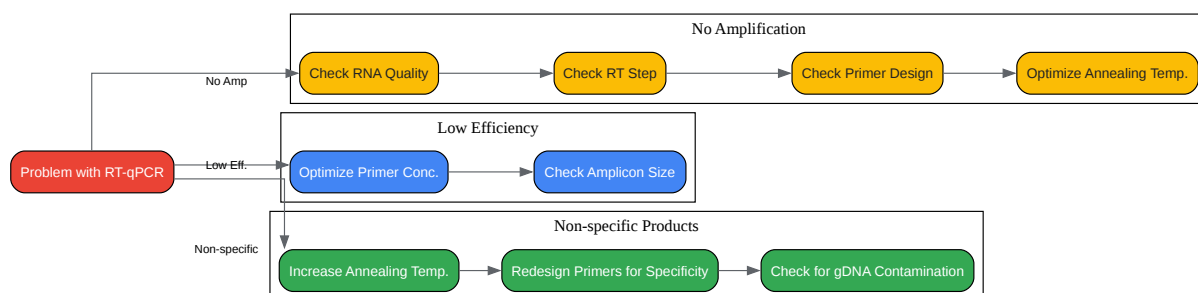 No Amplification
Check RNA Quality
Check RT Step
Check Primer Design
Optimize Annealing Temp.
No Amp
Low Efficiency
Problem with RT-qPCR
Low Eff.
Optimize Primer Conc.
Check Amplicon Size
Non-specific Products
Non-specific
Increase Annealing Temp.
Redesign Primers for Specificity
Check for gDNA Contamination